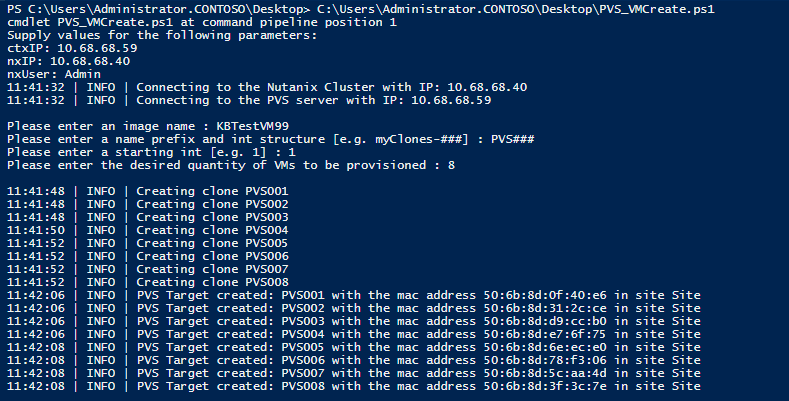 PS C:\Users\Administrator.CONTOSO\Desktop> C:\Users\Administrator.CONTOSO\Desktop\PVS_VMCreate.ps1
cmdlet PVS_VMCreate.ps1 at command pipeline position 1
Supply values for the following parameters:
ctxIP: 10.68.68.59
nxIP: 10.68.68.40
nxUser: Admin
11:41:32 | INFO | Connecting to the Nutanix Cluster with IP: 10.68.68.40
11:41:32 | INFO | Connecting to the PVS server with IP: 10.68.68.59
Please enter an image name : KBTestVM99
Please enter a name prefix and int structure [e.g. myClones-###] : PVS###
Please enter a starting int [e.g. 1] : 1
Please enter the desired quantity of VMs to be provisioned : 8
11:41:48 | INFO | Creating clone PVS001
11:41:48 | INFO | Creating clone PVS002
11:41:48 | INFO | Creating clone PVS003
11:41:50 | INFO | Creating clone PVS004
11:41:52 | INFO | Creating clone PVS005
11:41:52 | INFO | Creating clone PVS006
11:41:52 | INFO | Creating clone PVS007
11:41:52 | INFO | Creating clone PVS008
11:42:06 | INFO | PVS Target created: PVS001 with the mac address 50:6b:8d:0f:40:e6 in site Site
11:42:06 | INFO | PVS Target created: PVS002 with the mac address 50:6b:8d:31:2c:ce in site Site
11:42:06 | INFO | PVS Target created: PVS003 with the mac address 50:6b:8d:d9:cc:b0 in site Site
11:42:06 | INFO | PVS Target created: PVS004 with the mac address 50:6b:8d:e7:6f:75 in site Site
11:42:08 | INFO | PVS Target created: PVS005 with the mac address 50:6b:8d:6e:ec:e0 in site Site
11:42:08 | INFO | PVS Target created: PVS006 with the mac address 50:6b:8d:78:f3:06 in site Site
11:42:08 | INFO | PVS Target created: PVS007 with the mac address 50:6b:8d:5c:aa:4d in site Site
11:42:08 | INFO | PVS Target created: PVS008 with the mac address 50:6b:8d:3f:3c:7e in site Site